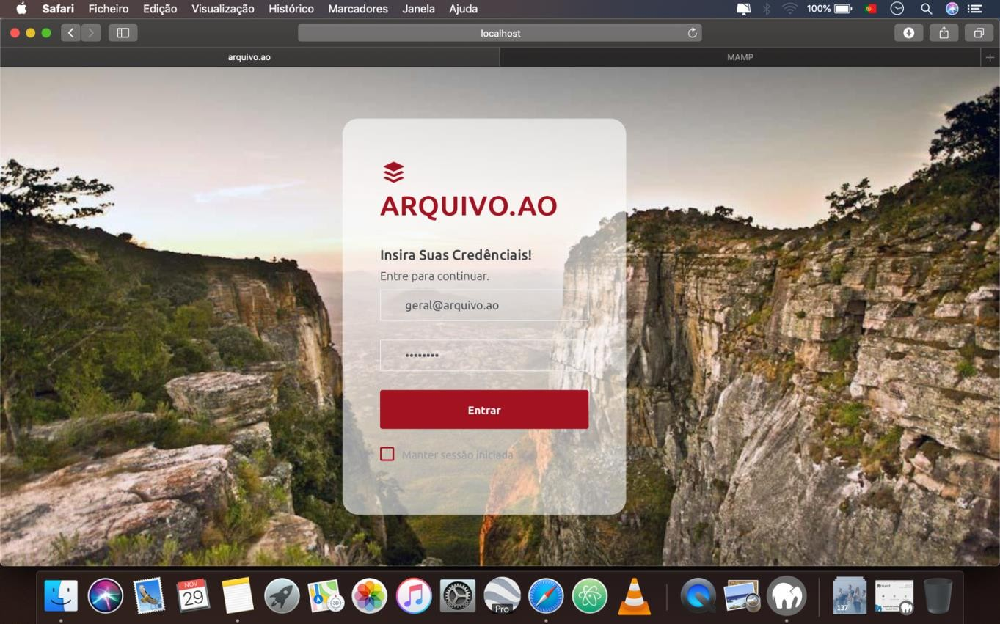 Safari Ficheiro Edição Visualização Histórico Marcadores Janela Ajuda 100%
localhost
arquivo.ao MAMP
ARQUIVO.AO
Insira Suas Credênciais!
Entre para continuar.
geral@arquivo.ao
••••••••
Entrar
Manter sessão iniciada
NOV
29
3D
Pro
137